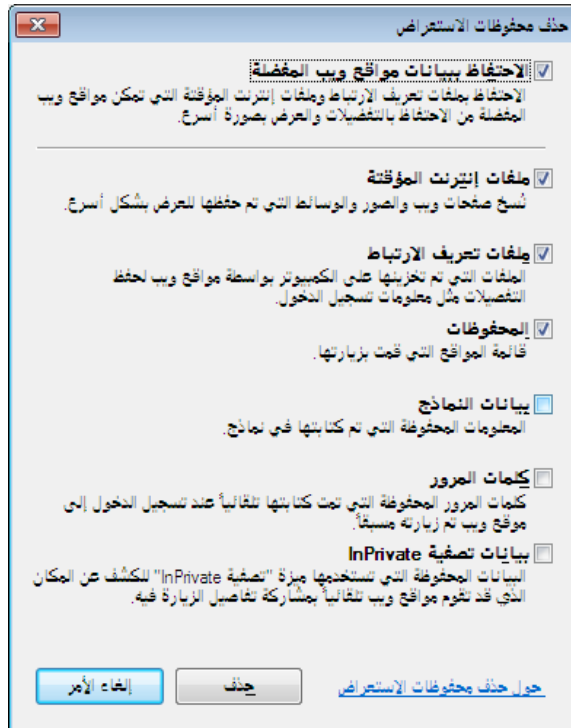 حذف محفوظات الاستعراض
الاحتفاظ ببيانات مواقع ويب المفضلة
الاحتفاظ بملفات تعريف الارتباط وملفات إنترنت المؤقتة التي تمكن مواقع ويب
المفضلة من الاحتفاظ بالتفضيلات والعرض بصورة أسرع.
ملفات إنترنت المؤقتة
نُسخ صفحات ويب والصور والوسائط التي تم حفظها للعرض بشكل أسرع.
ملفات تعريف الارتباط
الملفات التي تم تخزينها على الكمبيوتر بواسطة مواقع ويب لحفظ
التفضيلات مثل معلومات تسجيل الدخول.
المحفوظات
قائمة المواقع التي قمت بزيارتها.
بيانات النماذج
المعلومات المحفوظة التي تم كتابتها في نماذج.
كلمات المرور
كلمات المرور المحفوظة التي تمت كتابتها تلقائياً عند تسجيل الدخول إلى
موقع ويب تم زيارته مسبقاً.
بيانات تصفية InPrivate
البيانات المحفوظة التي تستخدمها ميزة "تصفية InPrivate" للكشف عن المكان
الذي قد تقوم مواقع ويب تلقائياً بمشاركة تفاصيل الزيارة فيه.
حول حذف محفوظات الاستعراض
حذف
إلغاء الأمر